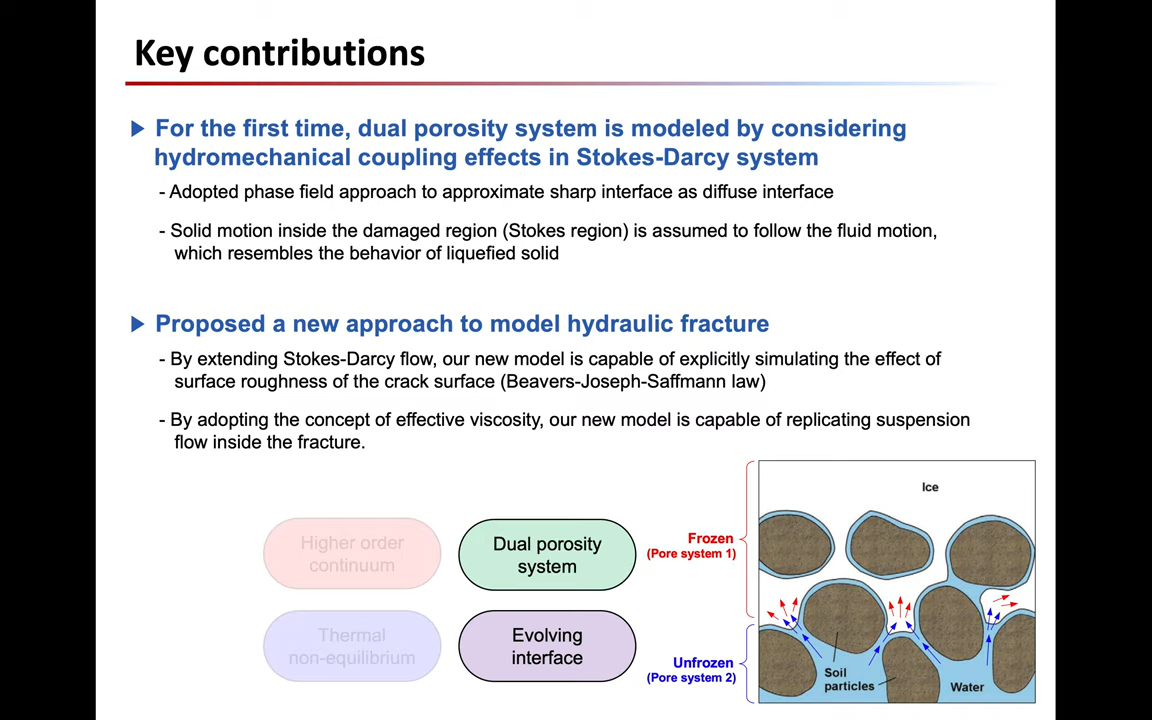 Key contributions
For the first time, dual porosity system is modeled by considering
hydromechanical coupling effects in Stokes-Darcy system
- Adopted phase field approach to approximate sharp interface as diffuse interface
- Solid motion inside the damaged region (Stokes region) is assumed to follow the fluid motion,
which resembles the behavior of liquefied solid
Proposed a new approach to model hydraulic fracture
- By extending Stokes-Darcy flow, our new model is capable of explicitly simulating the effect of
surface roughness of the crack surface (Beavers-Joseph-Saffmann law)
- By adopting the concept of effective viscosity, our new model is capable of replicating suspension
flow inside the fracture.
Higher order
continuum
Dual porosity
system
Thermal
non-equilibrium
Evolving
interface
Frozen
(Pore system 1)
Unfrozen
(Pore system 2)
Ice
Soil
particles
Water